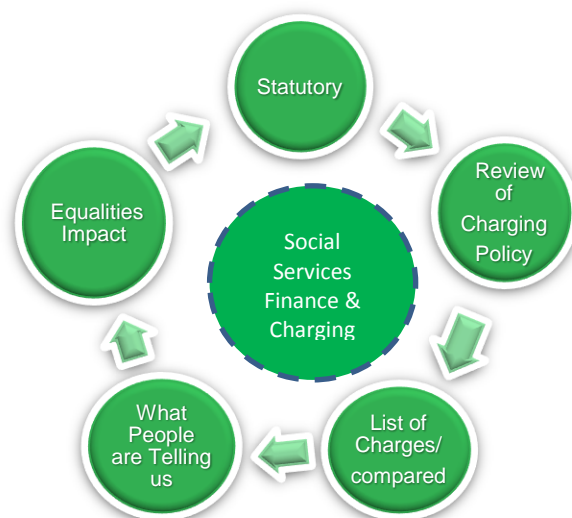 Statutory
Review
of
Charging
Policy
List of
Charges/
compared
What
People
are Telling
us
Equalities
Impact
Social
Services
Finance &
Charging